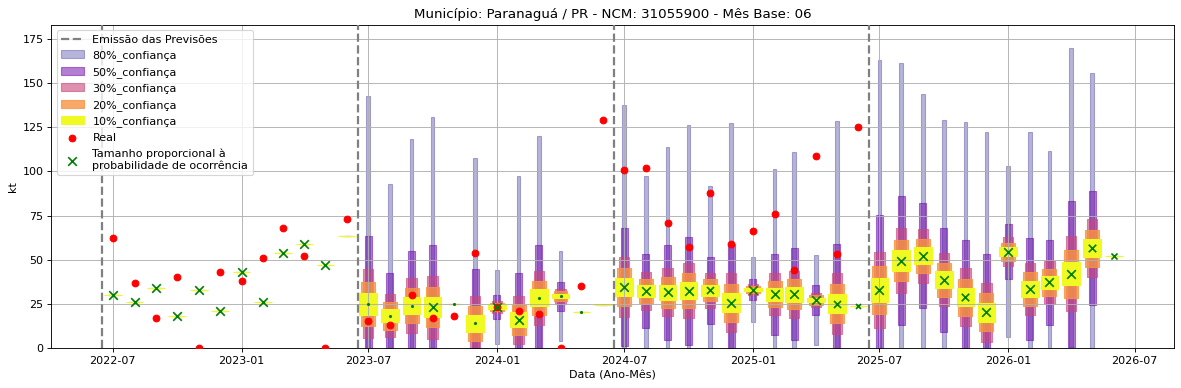 Município: Paranaguá / PR - NCM: 31055900 - Mês Base: 06
Emissão das Previsões
80%_confiança
50%_confiança
30%_confiança
20%_confiança
10%_confiança
Real
Tamanho proporcional à
probabilidade de ocorrência
kt
175
150
125
100
75
50
25
0
2022-07
2023-01
2023-07
2024-01
2024-07
2025-01
2025-07
2026-01
2026-07
Data (Ano-Mês)